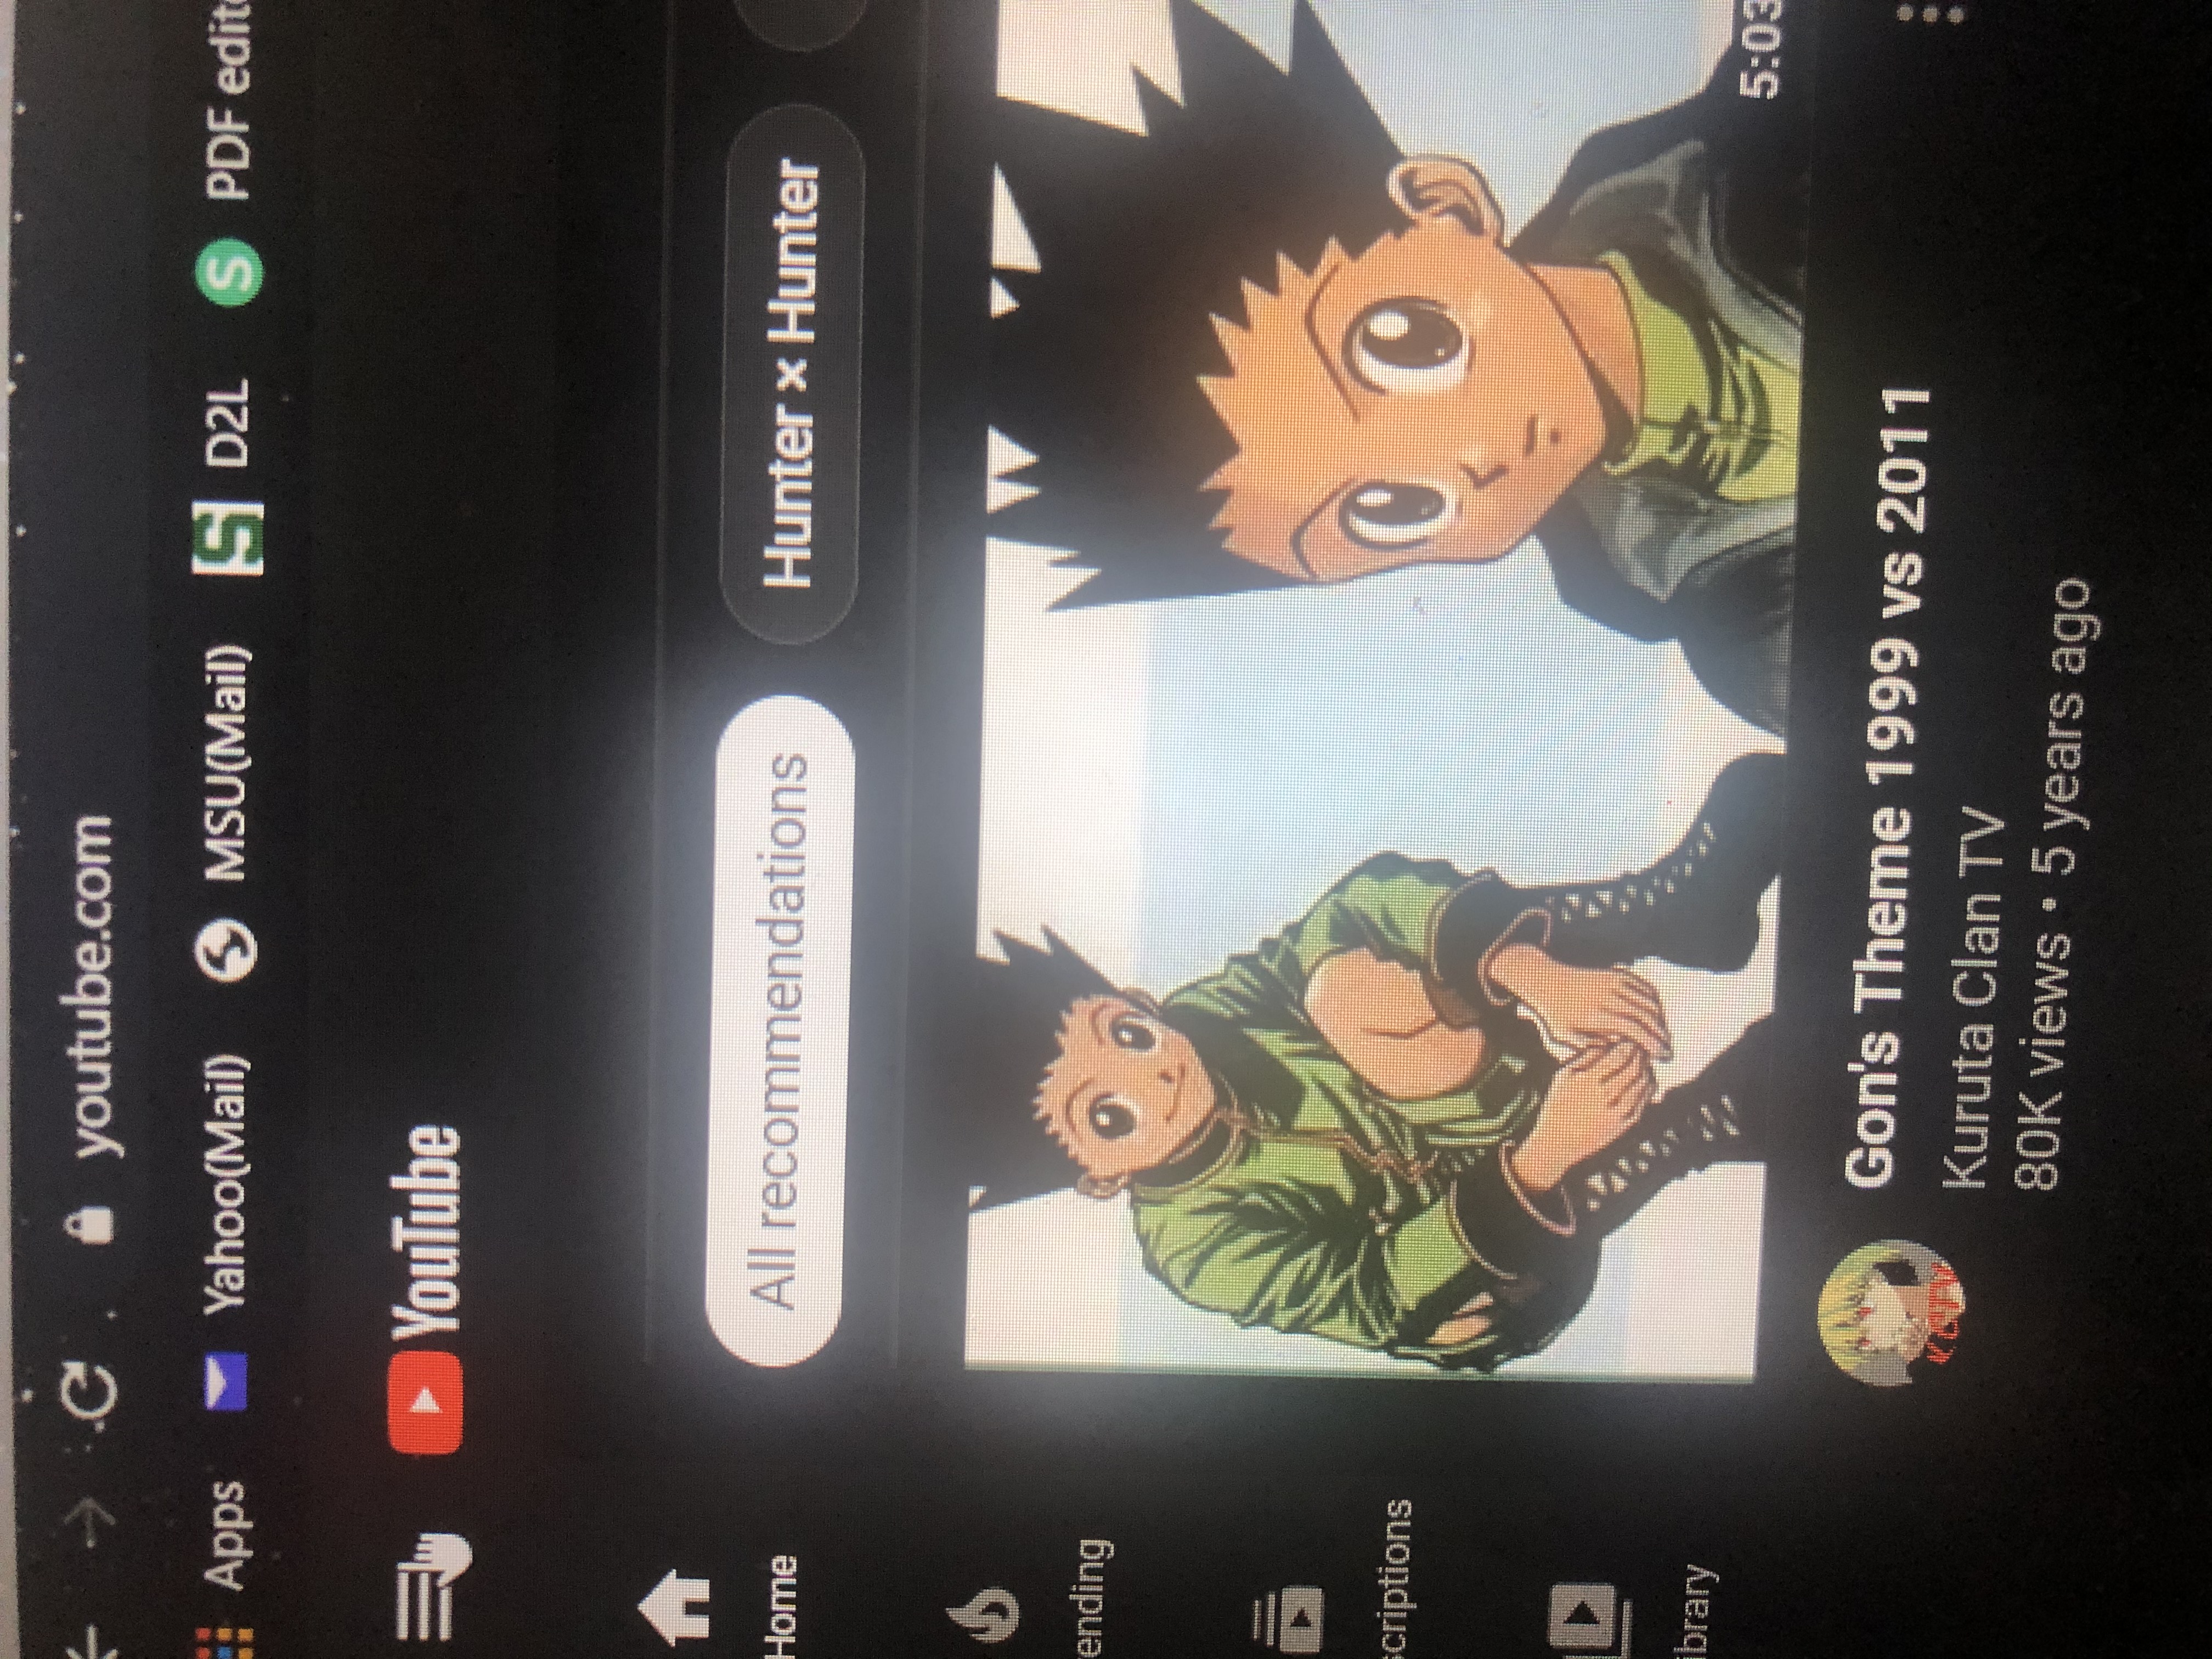 youtube.com
Apps Yahoo(Mail) MSU(Mail) S D2L S PDF edit
YouTube
Home
All recommendations Hunter × Hunter
ending
scriptions
ibrary
5:03
Gon's Theme 1999 vs 2011
Kuruta Clan TV
80K views • 5 years ago